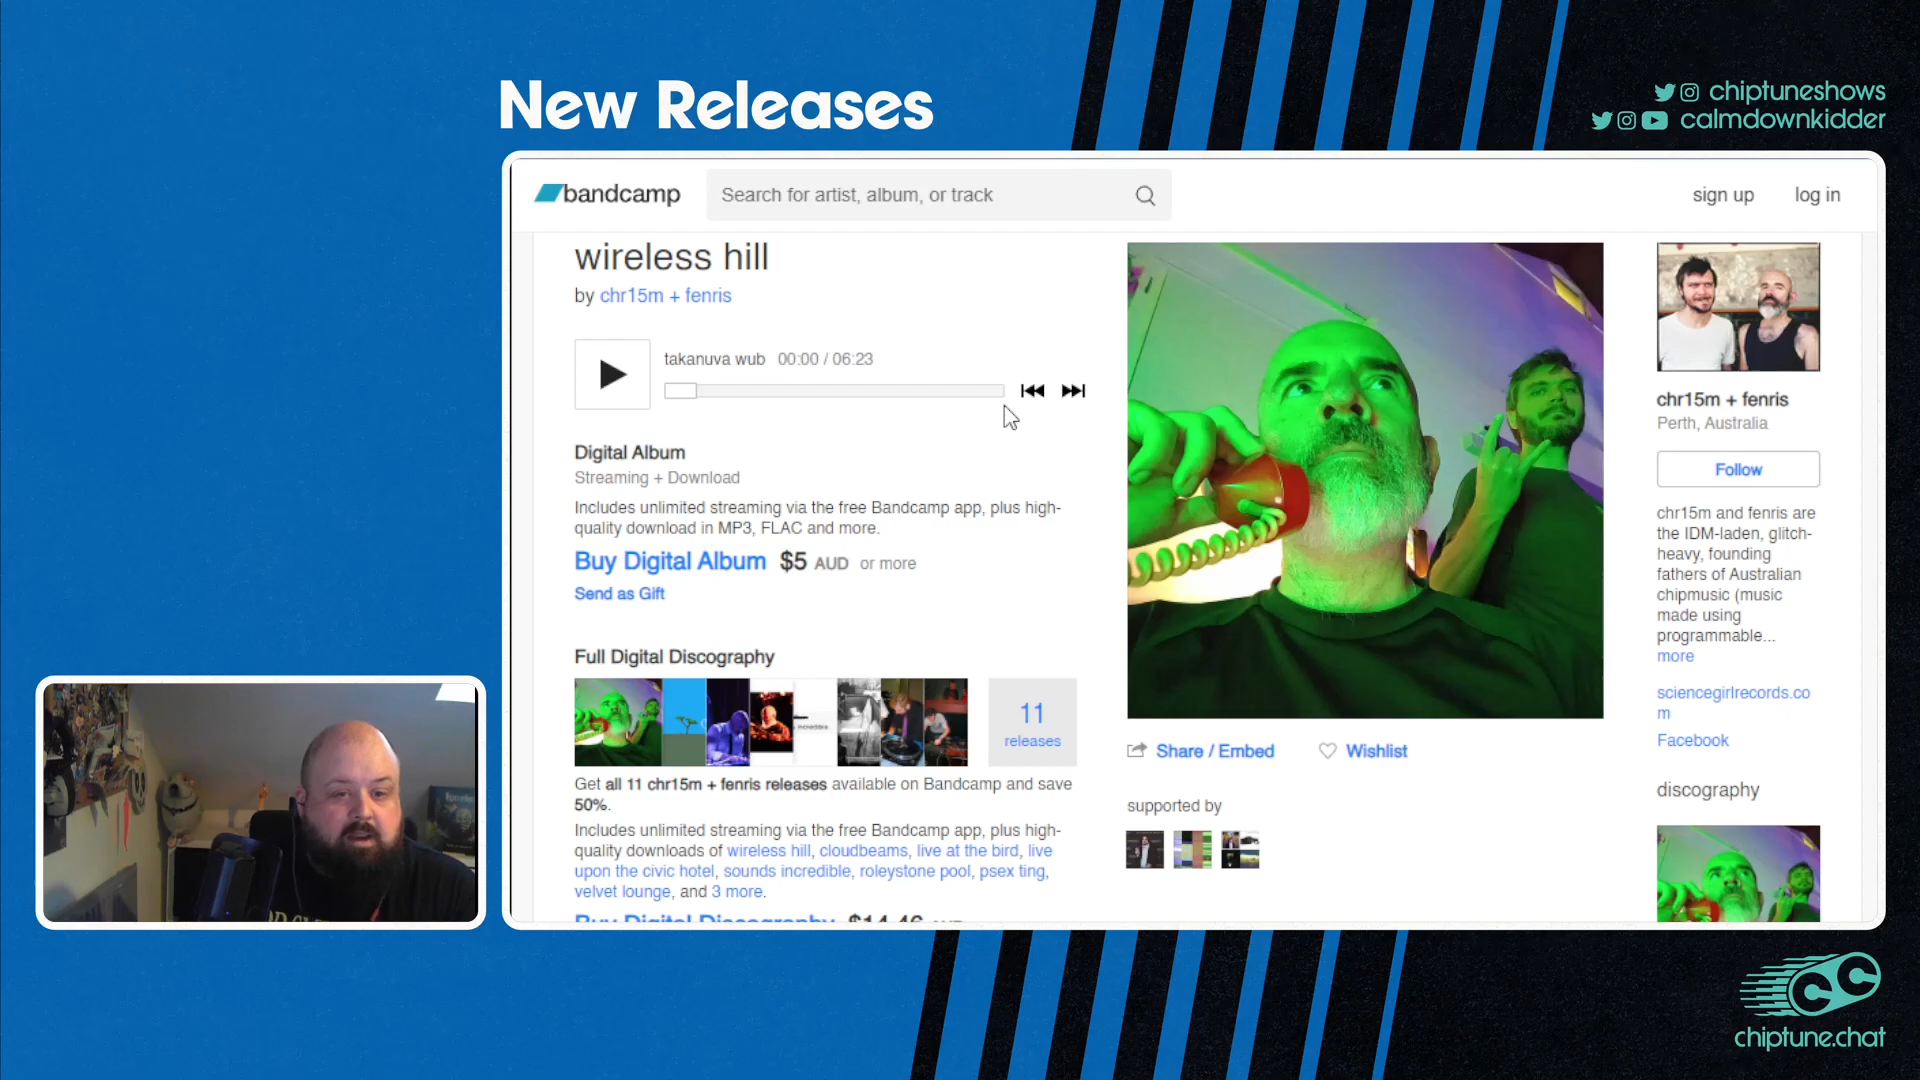 New Releases
chiptuneshows
calmdownkidder
bandcamp
Search for artist, album, or track
sign up
log in
wireless hill
by chr15m + fenris
takanuva wub 00:00 / 06:23
Digital Album
Streaming + Download
Includes unlimited streaming via the free Bandcamp app, plus high-
quality download in MP3, FLAC and more.
Buy Digital Album $5 AUD or more
Send as Gift
Full Digital Discography
11
releases
Get all 11 chr15m + fenris releases available on Bandcamp and save
50%.
Includes unlimited streaming via the free Bandcamp app, plus high-
quality downloads of wireless hill, cloudbeams, live at the bird, live
upon the civic hotel, sounds incredible, roleystone pool, psex ting,
velvet lounge, and 3 more.
Buy Digital Discography $14.46
Share / Embed
Wishlist
supported by
chr15m + fenris
Perth, Australia
Follow
chr15m and fenris are
the IDM-laden, glitch-
heavy, founding
fathers of Australian
chipmusic (music
made using
programmable...
more
sciencegirlrecords.co
m
Facebook
discography
chiptune.chat